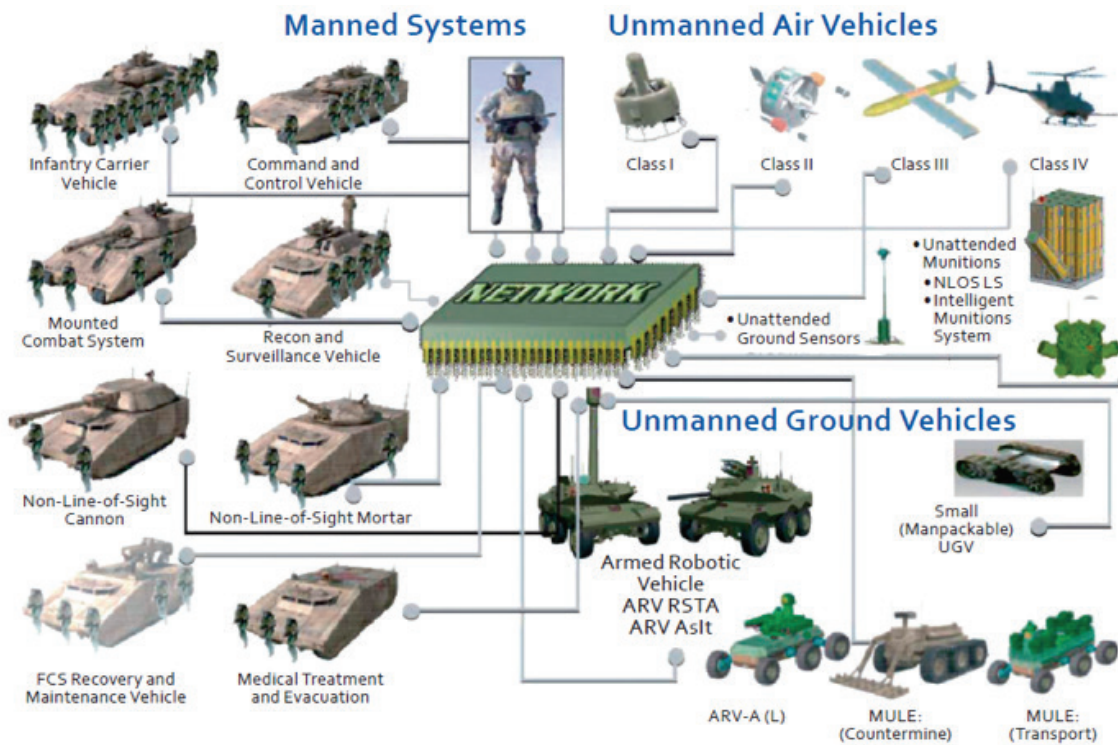 Manned Systems
Unmanned Air Vehicles
Infantry Carrier
Vehicle
Command and
Control Vehicle
Class I
Class II
Class III
Class IV
Mounted
Combat System
Recon and
Surveillance Vehicle
NETWORK
• Unattended
Ground Sensors
• Unattended
Munitions
• NLOS LS
• Intelligent
Munitions
System
Non-Line-of-Sight
Cannon
Non-Line-of-Sight Mortar
Unmanned Ground Vehicles
Small
(Manpackable)
UGV
Armed Robotic
Vehicle
ARV RSTA
ARV Aslt
FCS Recovery and
Maintenance Vehicle
Medical Treatment
and Evacuation
ARV-A (L)
MULE:
(Countermine)
MULE:
(Transport)